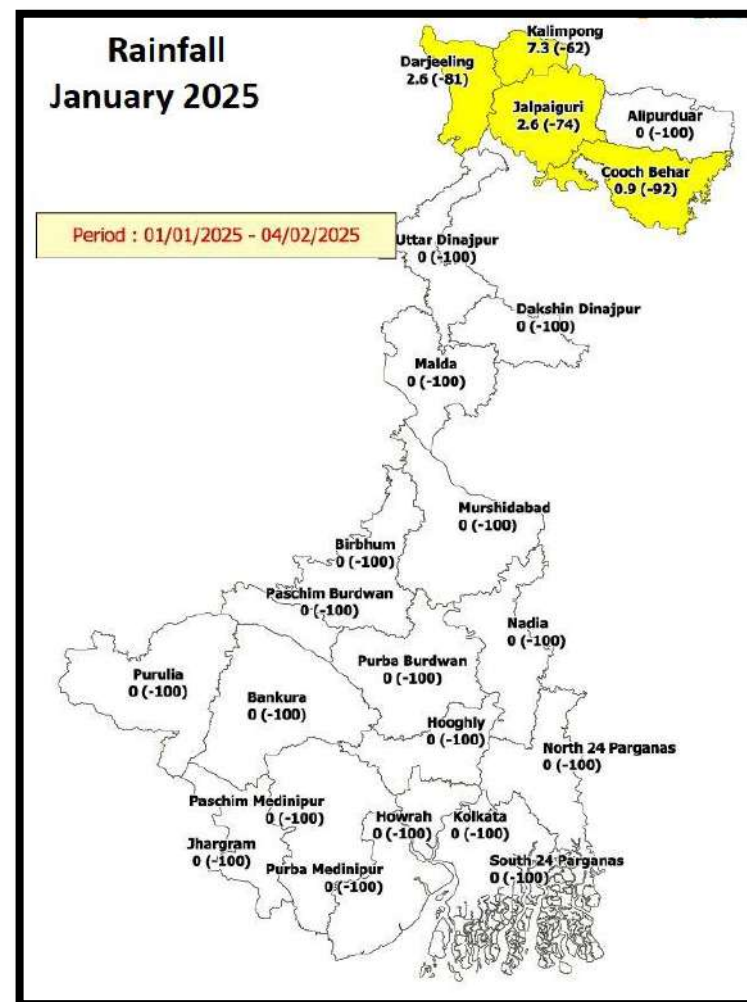 Rainfall
January 2025
Kalimpong
7.3 (-62)
Darjeeling
2.6 (-81)
Jalpaiguri
2.6 (-74)
Alipurduar
0 (-100)
Cooch Behar
0.9 (-92)
Period : 01/01/2025 - 04/02/2025
Uttar Dinajpur
0 (-100)
Dakshin Dinajpur
0 (-100)
Malda
0 (-100)
Murshidabad
0 (-100)
Birbhum
0 (-100)
Paschim Burdwan
0 (-100)
Nadia
0 (-100)
Purba Burdwan
0 (-100)
Purulia
0 (-100)
Bankura
0 (-100)
Hooghly
0 (-100)
North 24 Parganas
0 (-100)
Paschim Medinipur
0 (-100)
Howrah
0 (-100)
Kolkata
0 (-100)
Jhargram
0 (-100)
Purba Medinipur
0 (-100)
South 24 Parganas
0 (-100)